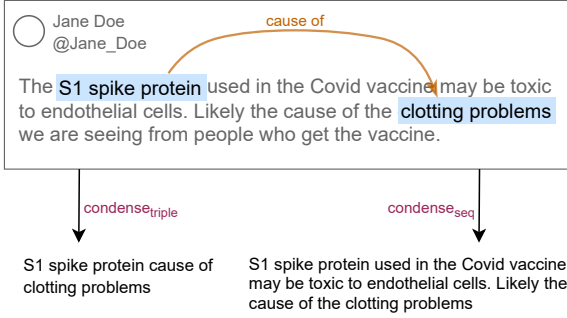 Jane Doe
@Jane_Doe
cause of
The S1 spike protein used in the Covid vaccine may be toxic
to endothelial cells. Likely the cause of the clotting problems
we are seeing from people who get the vaccine.
condense_triple
condense_seq
S1 spike protein cause of
clotting problems
S1 spike protein used in the Covid vaccine
may be toxic to endothelial cells. Likely the
cause of the clotting problems